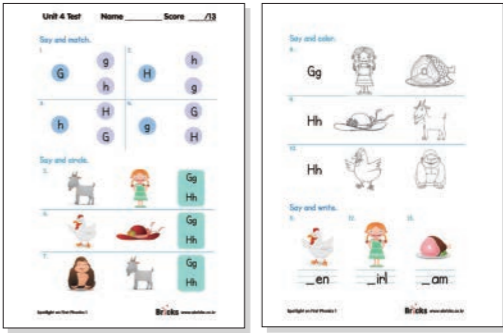 Unit 4 Test Name Score /13
Say and match.
1. 2.
G g h H h g
3. 4.
h H G g G H
Say and circle.
5. Gg Hh
6. Gg Hh
7. Gg Hh
Spotlight on First Phonics 1 Bricks
Say and color.
8. Gg
9. Hh
10. Hh
Say and write.
11. 12. 13.
_en _irl _am
Spotlight on First Phonics 1 Bricks